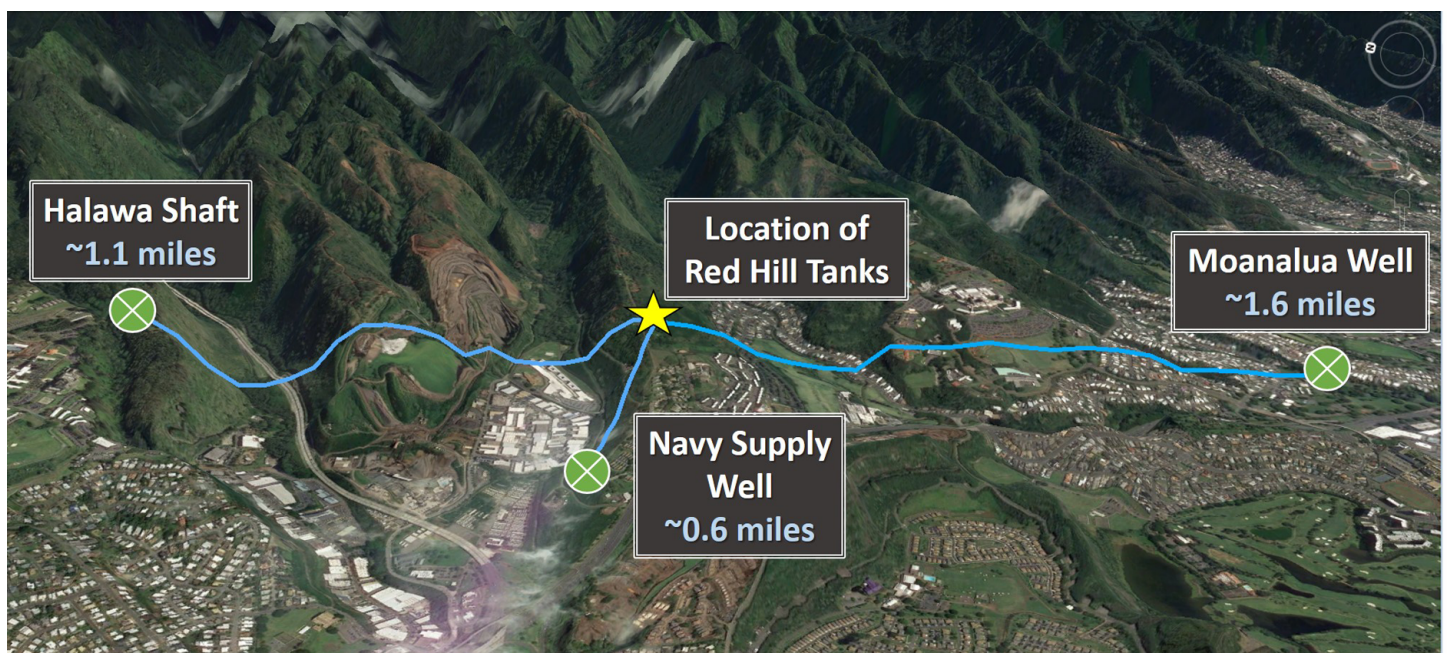 Halawa Shaft
~1.1 miles
Location of
Red Hill Tanks
Moanalua Well
~1.6 miles
Navy Supply
Well
~0.6 miles
N